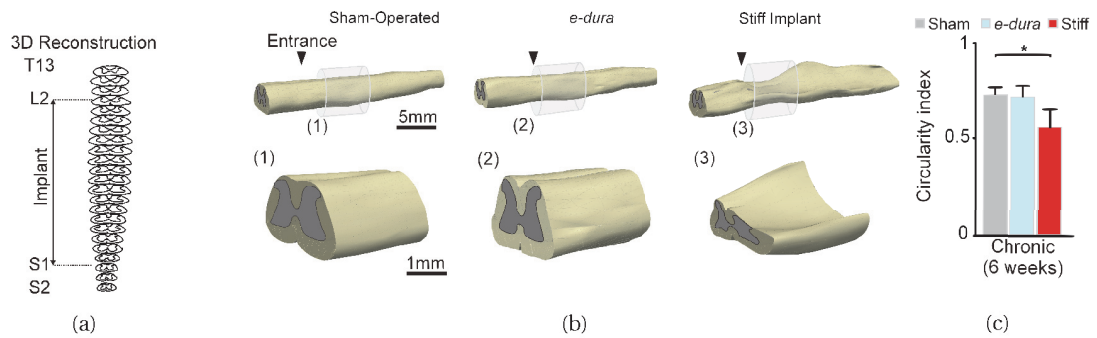 3D Reconstruction
T13
L2
Implant
S1
S2
(a)
Sham-Operated
e-dura
Stiff Implant
Entrance
(1)
5mm
(2)
(3)
(1)
1mm
(2)
(3)
(b)
Sham e-dura Stiff
*
Circularity index
1
0.5
0
Chronic
(6 weeks)
(c)